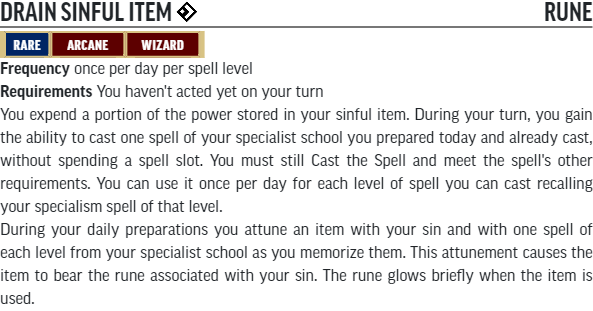 DRAIN SINFUL ITEM RUNE
RARE ARCANE WIZARD
Frequency once per day per spell level
Requirements You haven't acted yet on your turn
You expend a portion of the power stored in your sinful item. During your turn, you gain
the ability to cast one spell of your specialist school you prepared today and already cast,
without spending a spell slot. You must still Cast the Spell and meet the spell's other
requirements. You can use it once per day for each level of spell you can cast recalling
your specialism spell of that level.
During your daily preparations you attune an item with your sin and with one spell of
each level from your specialist school as you memorize them. This attunement causes the
item to bear the rune associated with your sin. The rune glows briefly when the item is
used.